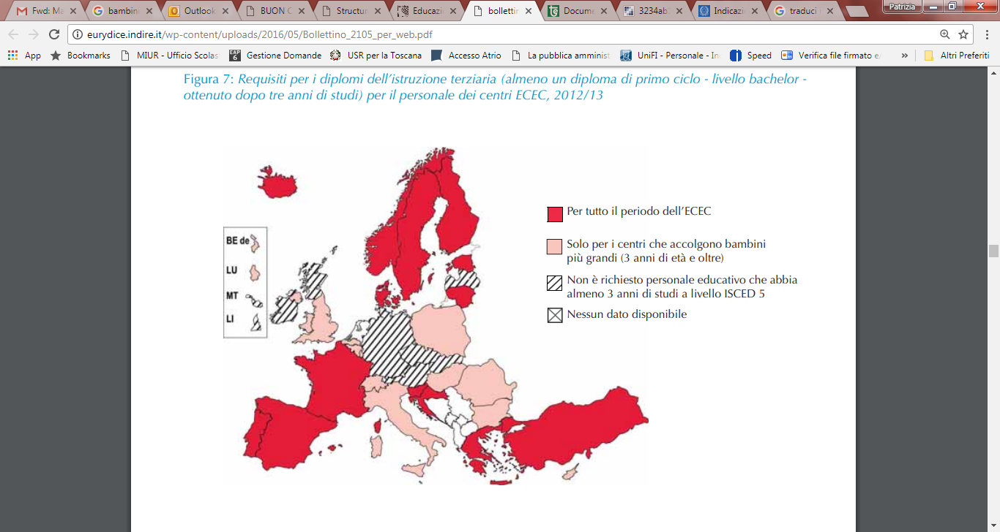 Fwd: Ma
bambin
Outlook
BUON C
Structur
Educazi
bollettin
Docume
3234ab
Indicazi
traduci
Patrizia
eurydice.indire.it/wp-content/uploads/2016/05/Bollettino_2105_per_web.pdf
App
Bookmarks
MIUR - Ufficio Scolas
Gestione Domande
USR per la Toscana
Accesso Atrio
La pubblica amminist
UniFI - Personale - In
Speed
Verifica file firmato e
»
Altri Preferiti
Figura 7: Requisiti per i diplomi dell'istruzione terziaria (almeno un diploma di primo ciclo - livello bachelor -
ottenuto dopo tre anni di studi) per il personale dei centri ECEC, 2012/13
BE de
LU
MT
LI
Per tutto il periodo dell'ECEC
Solo per i centri che accolgono bambini
più grandi (3 anni di età e oltre)
Non è richiesto personale educativo che abbia
almeno 3 anni di studi a livello ISCED 5
Nessun dato disponibile